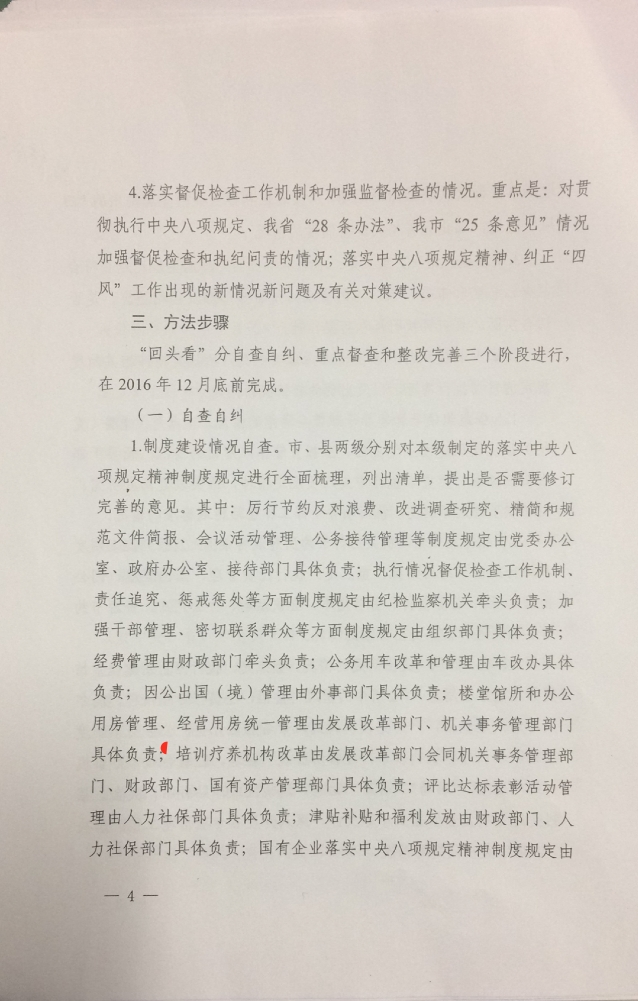 4.落实督促检查工作机制和加强监督检查的情况。重点是：对贯
彻执行中央八项规定、我省“28 条办法”、我市“25 条意见”情况
加强督促检查和执纪问责的情况；落实中央八项规定精神、纠正“四
风”工作出现的新情况新问题及有关对策建议。
三、方法步骤
“回头看”分自查自纠、重点督查和整改完善三个阶段进行，
在 2016 年 12 月底前完成。
（一）自查自纠
1.制度建设情况自查。市、县两级分别对本级制定的落实中央八
项规定精神制度规定进行全面梳理，列出清单，提出是否需要修订
完善的意见。其中：厉行节约反对浪费、改进调查研究、精简和规
范文件简报、会议活动管理、公务接待管理等制度规定由党委办公
室、政府办公室、接待部门具体负责；执行情况督促检查工作机制、
责任追究、惩戒惩处等方面制度规定由纪检监察机关牵头负责；加
强干部管理、密切联系群众等方面制度规定由组织部门具体负责；
经费管理由财政部门牵头负责；公务用车改革和管理由车改办具体
负责；因公出国（境）管理由外事部门具体负责；楼堂馆所和办公
用房管理、经营用房统一管理由发展改革部门、机关事务管理部门
具体负责；培训疗养机构改革由发展改革部门会同机关事务管理部
门、财政部门、国有资产管理部门具体负责；评比达标表彰活动管
理由人力社保部门具体负责；津贴补贴和福利发放由财政部门、人
力社保部门具体负责；国有企业落实中央八项规定精神制度规定由
— 4 —